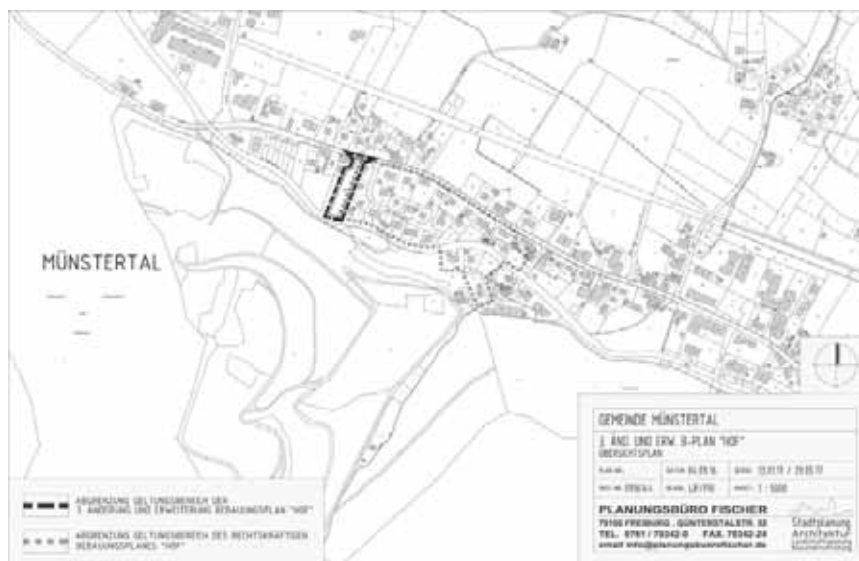 MÜNSTERTAL
GEMEINDE MÜNSTERTAL
3. ÄND. UND ERW. B-PLAN "HOF"
ÜBERSICHTSPLAN
PLANUNGSBÜRO FISCHER
79100 FREIBURG . GÜNTERSTALSTR. 32
TEL. 0761 / 70342-0 FAX. 70342-24
email info@planungsbuerofischer.de
Stadtplanung
Architektur
Landschaftsplanung
ABGRENZUNG GELTUNGSBEREICH DER
3. ÄNDERUNG UND ERWEITERUNG BEBAUUNGSPLAN "HOF"
ABGRENZUNG GELTUNGSBEREICH DES RECHTSKRÄFTIGEN
BEBAUUNGSPLANES "HOF"